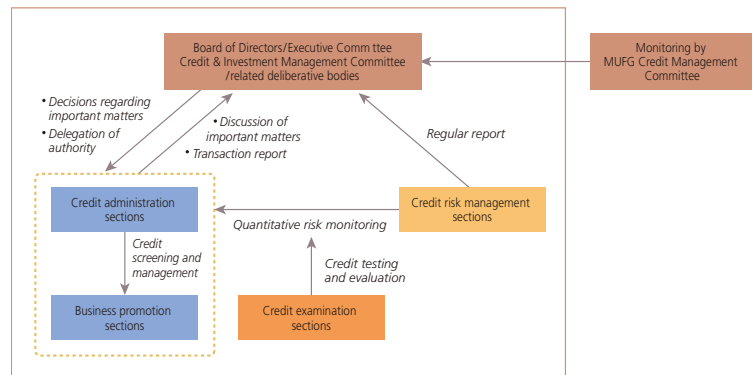 Board of Directors/Executive Committee
Credit & Investment Management Committee
/related deliberative bodies
Monitoring by
MUFG Credit Management
Committee
• Decisions regarding
important matters
• Delegation of
authority
• Discussion of
important matters
• Transaction report
Regular report
Credit administration
sections
Credit risk management
sections
Quantitative risk monitoring
Credit
screening and
management
Credit testing
and evaluation
Business promotion
sections
Credit examination
sections